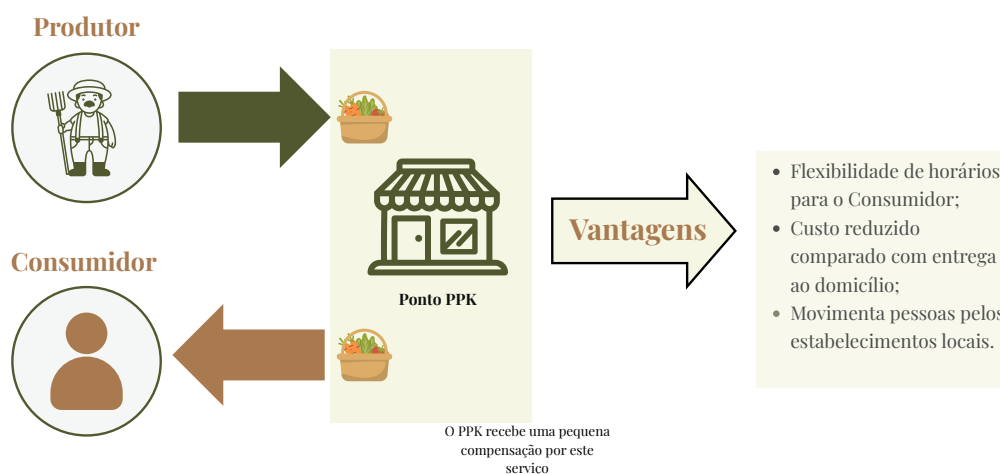 Produtor
Consumidor
Ponto PPK
O PPK recebe uma pequena
compensação por este
serviço
Vantagens
Flexibilidade de horários
para o Consumidor;
Custo reduzido
comparado com entrega
ao domicílio;
Movimenta pessoas pelos
estabelecimentos locais.